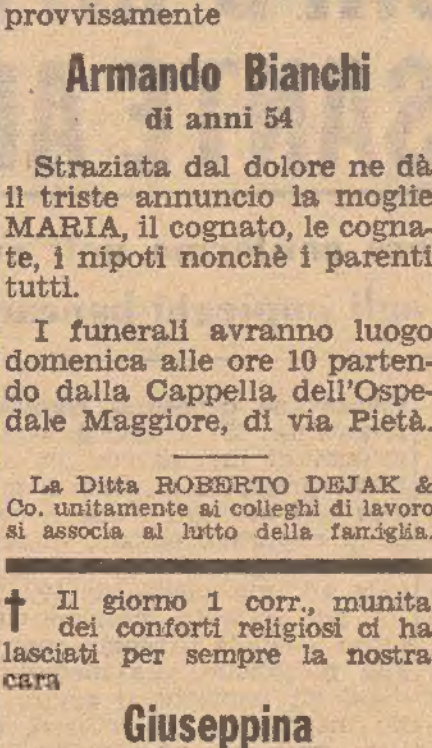 provvisamente
Armando Bianchi
di anni 54
Straziata dal dolore ne dà
il triste annuncio la moglie
MARIA, il cognato, le cogna-
te, i nipoti nonchè i parenti
tutti.
I funerali avranno luogo
domenica alle ore 10 parten-
do dalla Cappella dell'Ospe-
dale Maggiore, di via Pietà.
La Ditta ROBERTO DEJAK &
Co. unitamente ai colleghi di lavoro
si associa al lutto della famiglia.
† Il giorno 1 corr., munita
dei conforti religiosi ci ha
lasciati per sempre la nostra
cara
Giuseppina